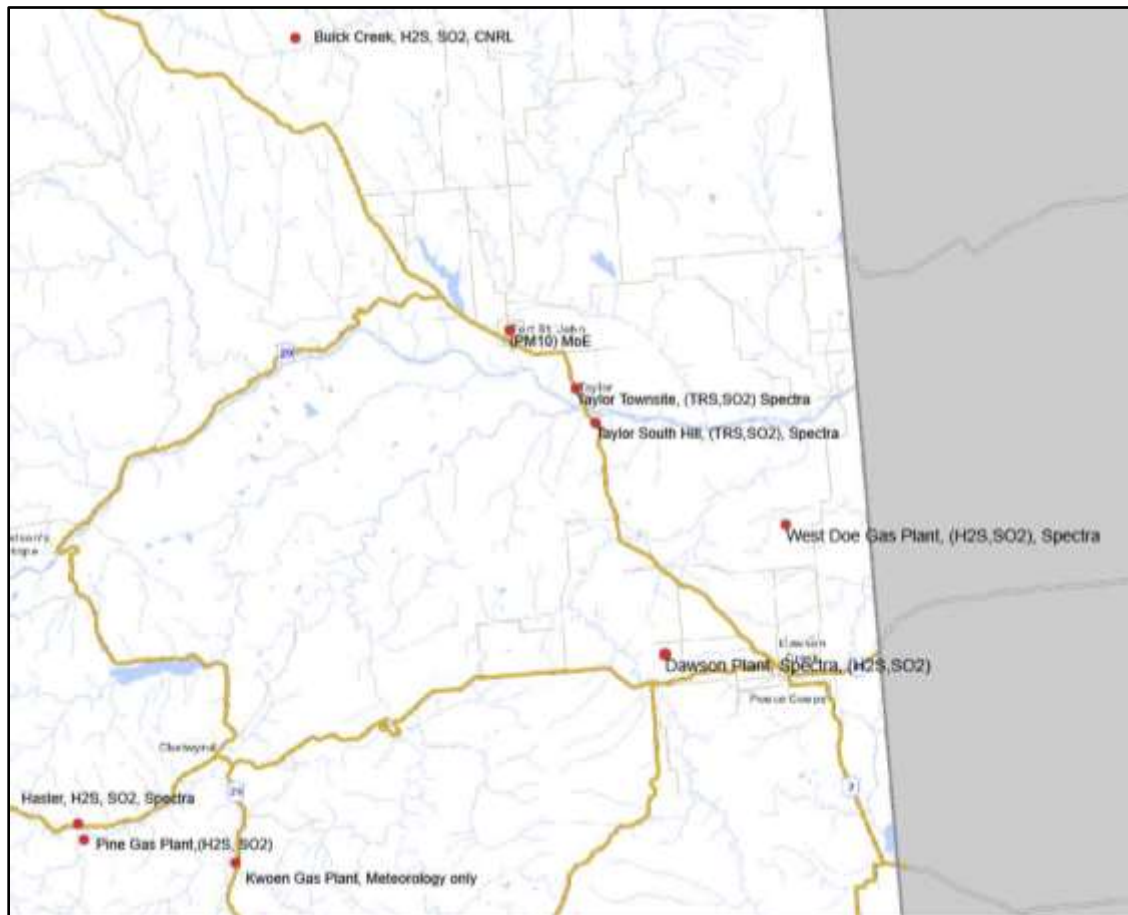 Buick Creek, H2S, SO2, CNRL
Fort St. John
(PM10) MoE
29
Taylor
Taylor Townsite, (TRS,SO2) Spectra
Taylor South Hill, (TRS,SO2), Spectra
West Doe Gas Plant, (H2S,SO2), Spectra
Dawson
Creek
Dawson Plant, Spectra, (H2S,SO2)
Pouce Coupe
Chetwynd
29
2
Hasler, H2S, SO2, Spectra
Pine Gas Plant,(H2S, SO2)
Kwoen Gas Plant, Meteorology only